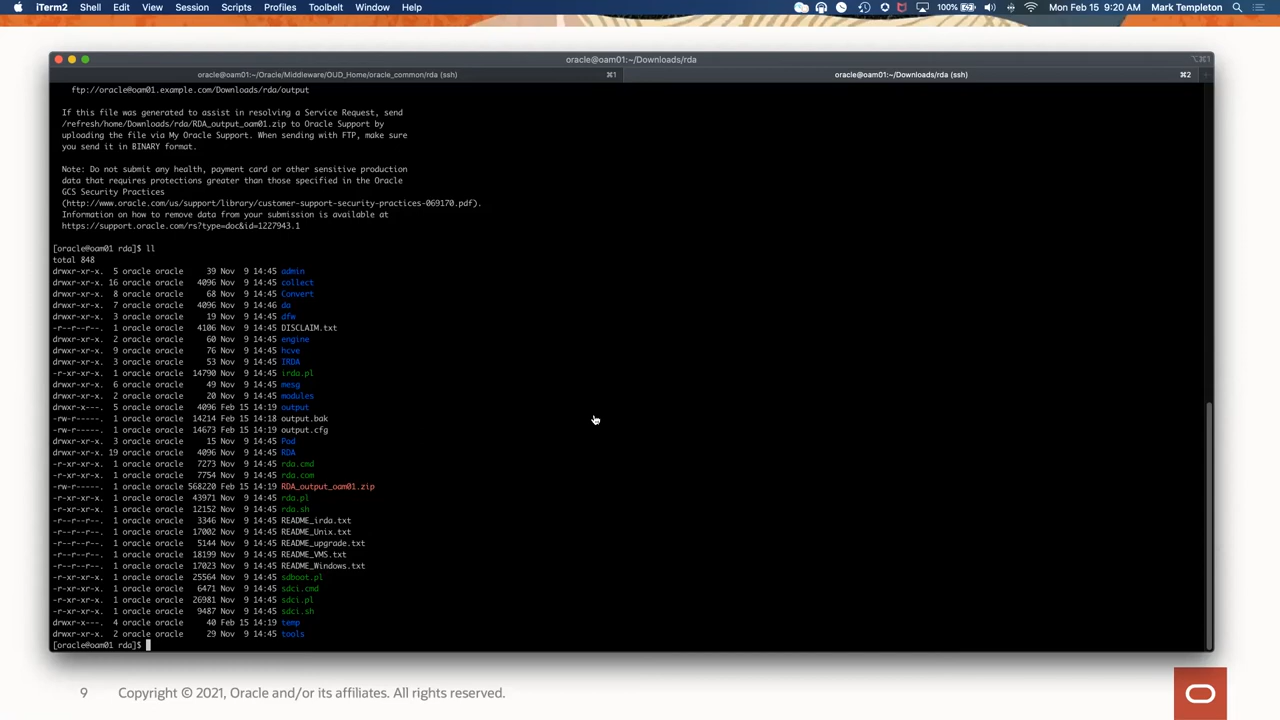 iTerm2 Shell Edit View Session Scripts Profiles Toolbelt Window Help 100% Mon Feb 15 9:20 AM Mark Templeton
oracle@oam01:~/Downloads/rda ⌥⌘1
oracle@oam01:~/Oracle/Middleware/OUD_Home/oracle_common/rda (ssh) ⌘1 oracle@oam01:~/Downloads/rda (ssh) ⌘2
ftp://oracle@oam01.example.com/Downloads/rda/output
If this file was generated to assist in resolving a Service Request, send
/refresh/home/Downloads/rda/RDA_output_oam01.zip to Oracle Support by
uploading the file via My Oracle Support. When sending with FTP, make sure
you send it in BINARY format.
Note: Do not submit any health, payment card or other sensitive production
data that requires protections greater than those specified in the Oracle
GCS Security Practices
(http://www.oracle.com/us/support/library/customer-support-security-practices-069170.pdf).
Information on how to remove data from your submission is available at
https://support.oracle.com/rs?type=doc&id=1227943.1
[oracle@oam01 rda]$ ll
total 848
drwxr-xr-x. 5 oracle oracle 39 Nov 9 14:45 admin
drwxr-xr-x. 16 oracle oracle 4096 Nov 9 14:45 collect
drwxr-xr-x. 8 oracle oracle 68 Nov 9 14:45 Convert
drwxr-xr-x. 7 oracle oracle 4096 Nov 9 14:46 da
drwxr-xr-x. 3 oracle oracle 19 Nov 9 14:45 dfw
-r--r--r--. 1 oracle oracle 4106 Nov 9 14:45 DISCLAIM.txt
drwxr-xr-x. 2 oracle oracle 60 Nov 9 14:45 engine
drwxr-xr-x. 9 oracle oracle 76 Nov 9 14:45 hcve
drwxr-xr-x. 3 oracle oracle 53 Nov 9 14:45 IRDA
-r-xr-xr-x. 1 oracle oracle 14790 Nov 9 14:45 irda.pl
drwxr-xr-x. 6 oracle oracle 49 Nov 9 14:45 mesg
drwxr-xr-x. 2 oracle oracle 20 Nov 9 14:45 modules
drwxr-x---. 5 oracle oracle 4096 Feb 15 14:19 output
-rw-r-----. 1 oracle oracle 14214 Feb 15 14:18 output.bak
-rw-r-----. 1 oracle oracle 14673 Feb 15 14:19 output.cfg
drwxr-xr-x. 3 oracle oracle 15 Nov 9 14:45 Pod
drwxr-xr-x. 19 oracle oracle 4096 Nov 9 14:45 RDA
-r-xr-xr-x. 1 oracle oracle 7273 Nov 9 14:45 rda.cmd
-r-xr-xr-x. 1 oracle oracle 7754 Nov 9 14:45 rda.com
-rw-r-----. 1 oracle oracle 568220 Feb 15 14:19 RDA_output_oam01.zip
-r-xr-xr-x. 1 oracle oracle 43971 Nov 9 14:45 rda.pl
-r-xr-xr-x. 1 oracle oracle 12152 Nov 9 14:45 rda.sh
-r--r--r--. 1 oracle oracle 3346 Nov 9 14:45 README_irda.txt
-r--r--r--. 1 oracle oracle 17002 Nov 9 14:45 README_Unix.txt
-r--r--r--. 1 oracle oracle 5144 Nov 9 14:45 README_upgrade.txt
-r--r--r--. 1 oracle oracle 18199 Nov 9 14:45 README_VMS.txt
-r--r--r--. 1 oracle oracle 17023 Nov 9 14:45 README_Windows.txt
-r-xr-xr-x. 1 oracle oracle 25564 Nov 9 14:45 sdboot.pl
-r-xr-xr-x. 1 oracle oracle 6471 Nov 9 14:45 sdci.cmd
-r-xr-xr-x. 1 oracle oracle 26981 Nov 9 14:45 sdci.pl
-r-xr-xr-x. 1 oracle oracle 9487 Nov 9 14:45 sdci.sh
drwxr-x---. 4 oracle oracle 40 Feb 15 14:19 temp
drwxr-xr-x. 2 oracle oracle 29 Nov 9 14:45 tools
[oracle@oam01 rda]$
9 Copyright © 2021, Oracle and/or its affiliates. All rights reserved.